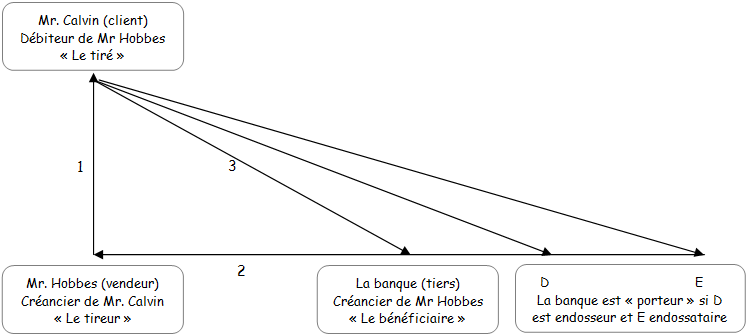 Mr. Calvin (client)
Débiteur de Mr Hobbes
« Le tiré »
1
3
2
Mr. Hobbes (vendeur)
Créancier de Mr. Calvin
« Le tireur »
La banque (tiers)
Créancier de Mr Hobbes
« Le bénéficiaire »
D E
La banque est « porteur » si D
est endosseur et E endossataire